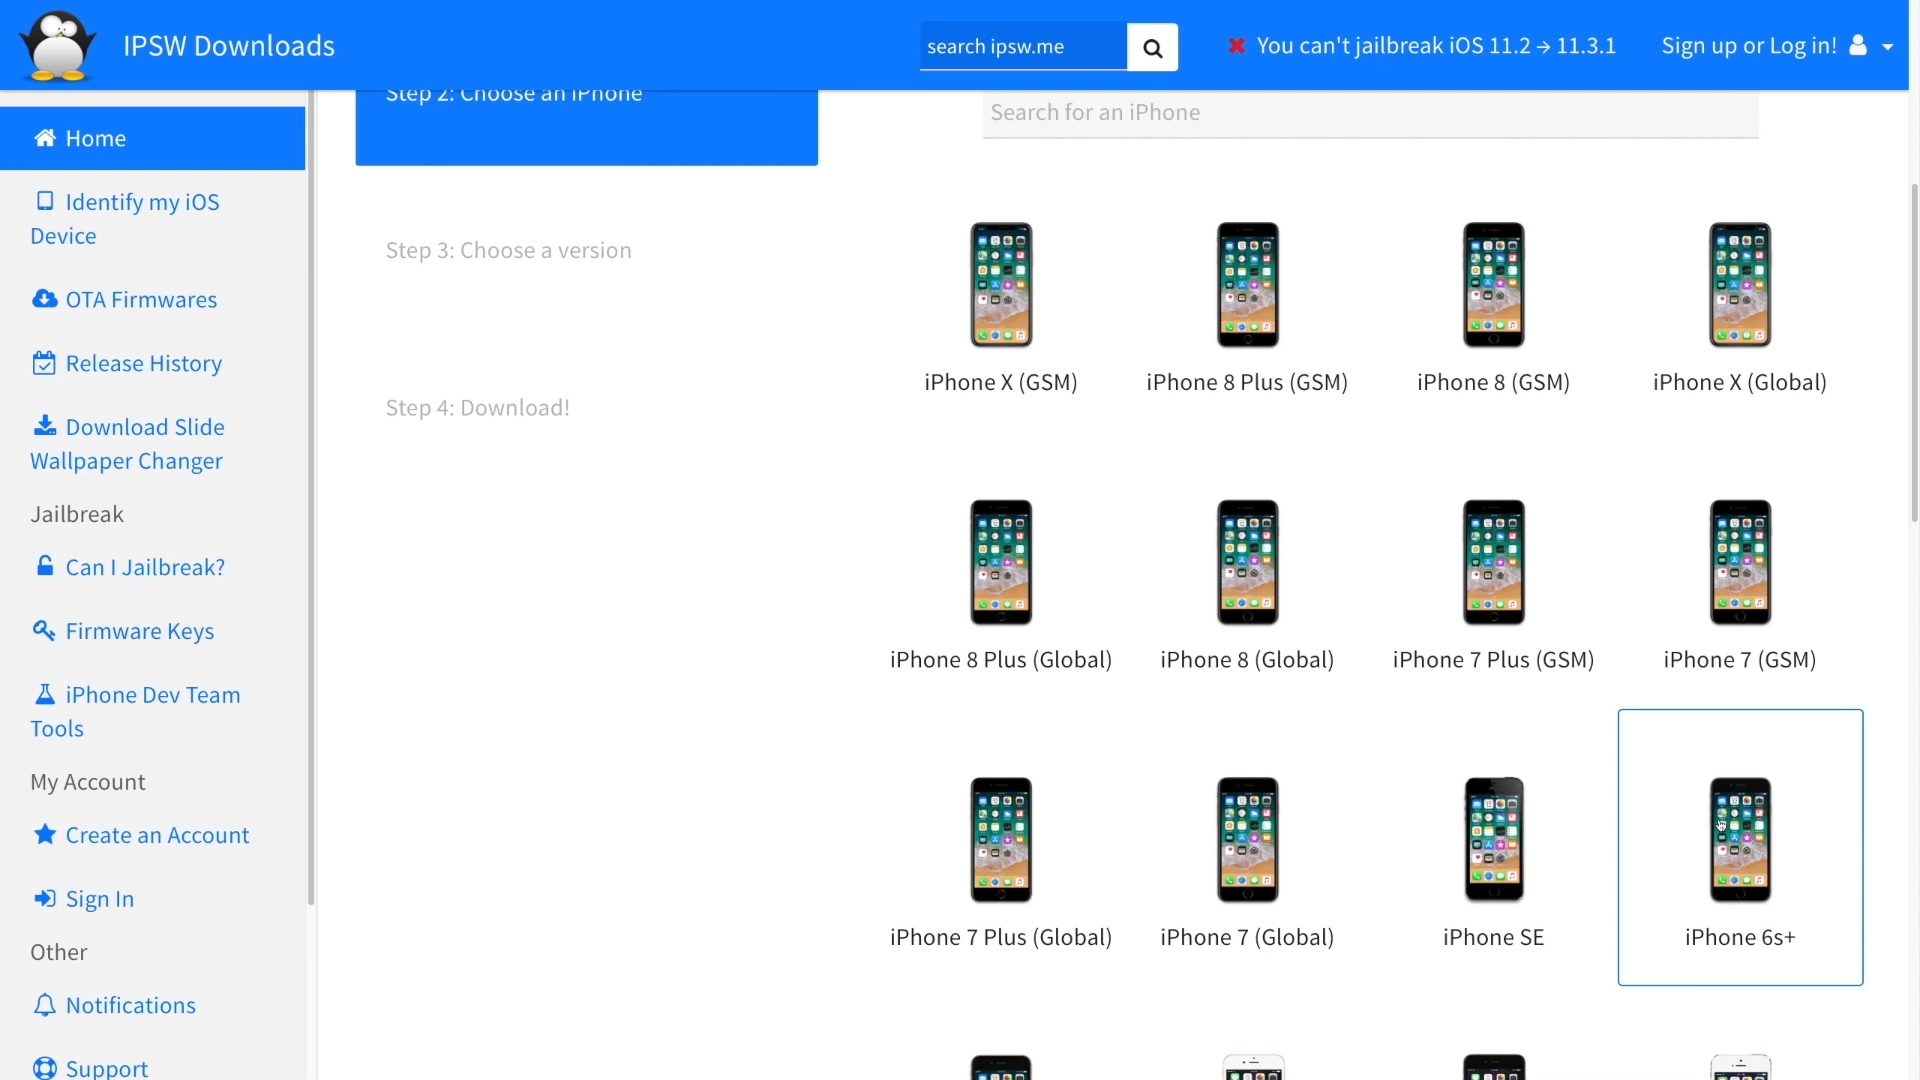 IPSW Downloads
search ipsw.me
You can't jailbreak iOS 11.2 → 11.3.1
Sign up or Log in!
Home
Identify my iOS
Device
OTA Firmwares
Release History
Download Slide
Wallpaper Changer
Jailbreak
Can I Jailbreak?
Firmware Keys
iPhone Dev Team
Tools
My Account
Create an Account
Sign In
Other
Notifications
Support
Step 2: Choose an iPhone
Step 3: Choose a version
Step 4: Download!
Search for an iPhone
iPhone X (GSM)
iPhone 8 Plus (GSM)
iPhone 8 (GSM)
iPhone X (Global)
iPhone 8 Plus (Global)
iPhone 8 (Global)
iPhone 7 Plus (GSM)
iPhone 7 (GSM)
iPhone 7 Plus (Global)
iPhone 7 (Global)
iPhone SE
iPhone 6s+